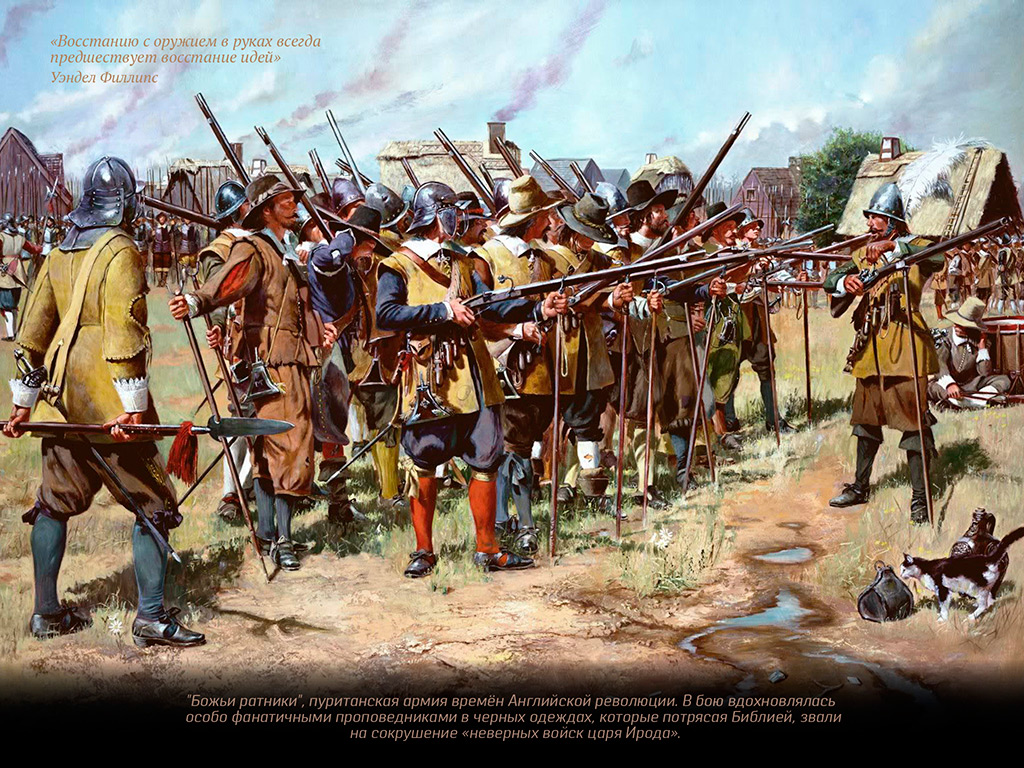 «Восстанию с оружием в руках всегда
предшествует восстание идей»
Уэндел Филлипс
"Божьи ратники", пуританская армия времён Английской революции. В бою вдохновлялась
особо фанатичными проповедниками в черных одеждах, которые потрясая Библией, звали
на сокрушение «неверных войск царя Ирода».